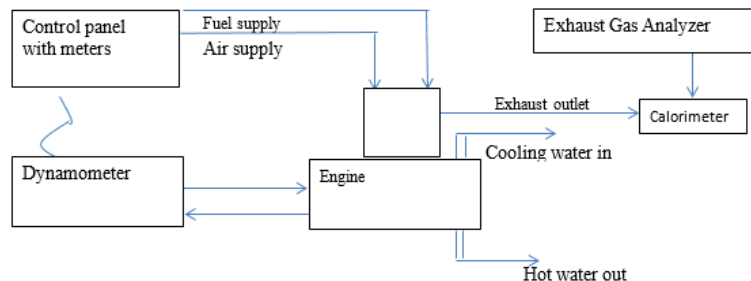 Control panel
with meters
Fuel supply
Air supply
Exhaust Gas Analyzer
Exhaust outlet
Calorimeter
Cooling water in
Dynamometer
Engine
Hot water out